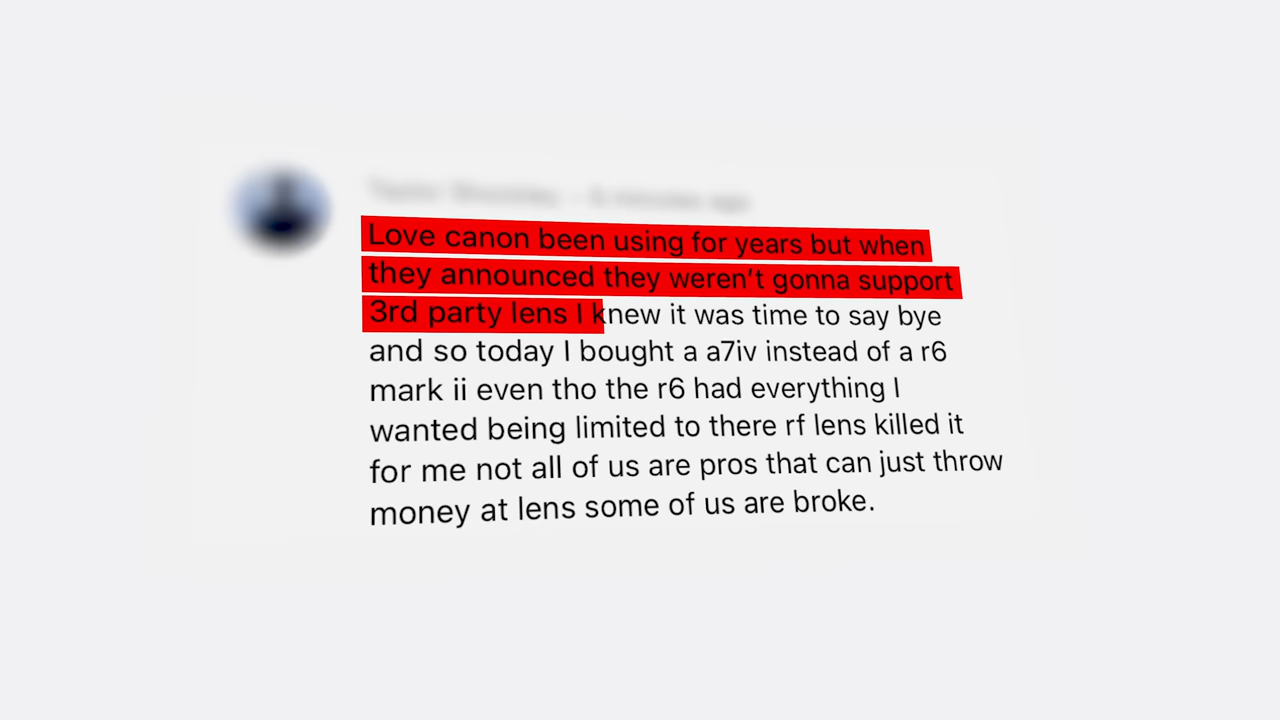 Love canon been using for years but when
they announced they weren't gonna support
3rd party lens I knew it was time to say bye
and so today I bought a a7iv instead of a r6
mark ii even tho the r6 had everything I
wanted being limited to there rf lens killed it
for me not all of us are pros that can just throw
money at lens some of us are broke.